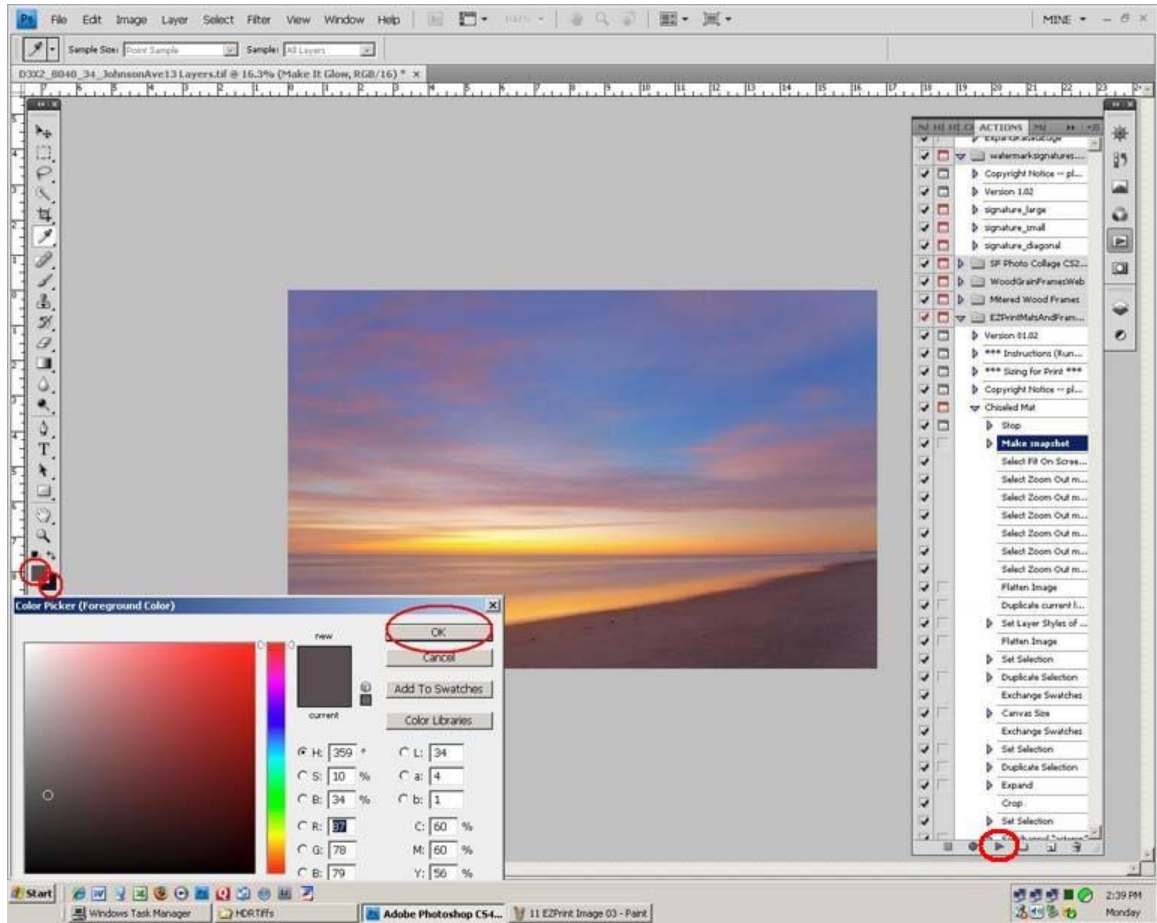 Ps File Edit Image Layer Select Filter View Window Help 100% MINE
Sample Size: Point Sample Sample: All Layers
D3X2_8040_34_JohnsonAve13 Layers.tif @ 16.3% (Make It Glow, RGB/16) * ×
ACTIONS
watermarksignatures....
Copyright Notice -- pl...
Version 1.02
signature_large
signature_small
signature_diagonal
SF Photo Collage CS2...
WoodGrainFramesWeb
Mitered Wood Frames
EZPrintMatsAndFram...
Version 01.02
*** Instructions (Run...
*** Sizing for Print ***
Copyright Notice -- pl...
Chiseled Mat
Stop
Make snapshot
Select Fit On Scree...
Select Zoom Out m...
Select Zoom Out m...
Select Zoom Out m...
Select Zoom Out m...
Select Zoom Out m...
Select Zoom Out m...
Flatten Image
Duplicate current l...
Set Layer Styles of ...
Flatten Image
Set Selection
Duplicate Selection
Exchange Swatches
Canvas Size
Exchange Swatches
Set Selection
Duplicate Selection
Expand
Crop
Set Selection
Color Picker (Foreground Color)
new
current
OK
Cancel
Add To Swatches
Color Libraries
H: 359 ° L: 34
S: 10 % a: 4
B: 34 % b: 1
R: 87 C: 60 %
G: 78 M: 60 %
B: 79 Y: 56 %
Start 2:39 PM
Windows Task Manager HDRTiffs Adobe Photoshop CS4... 11 EZPrint Image 03 - Paint Monday